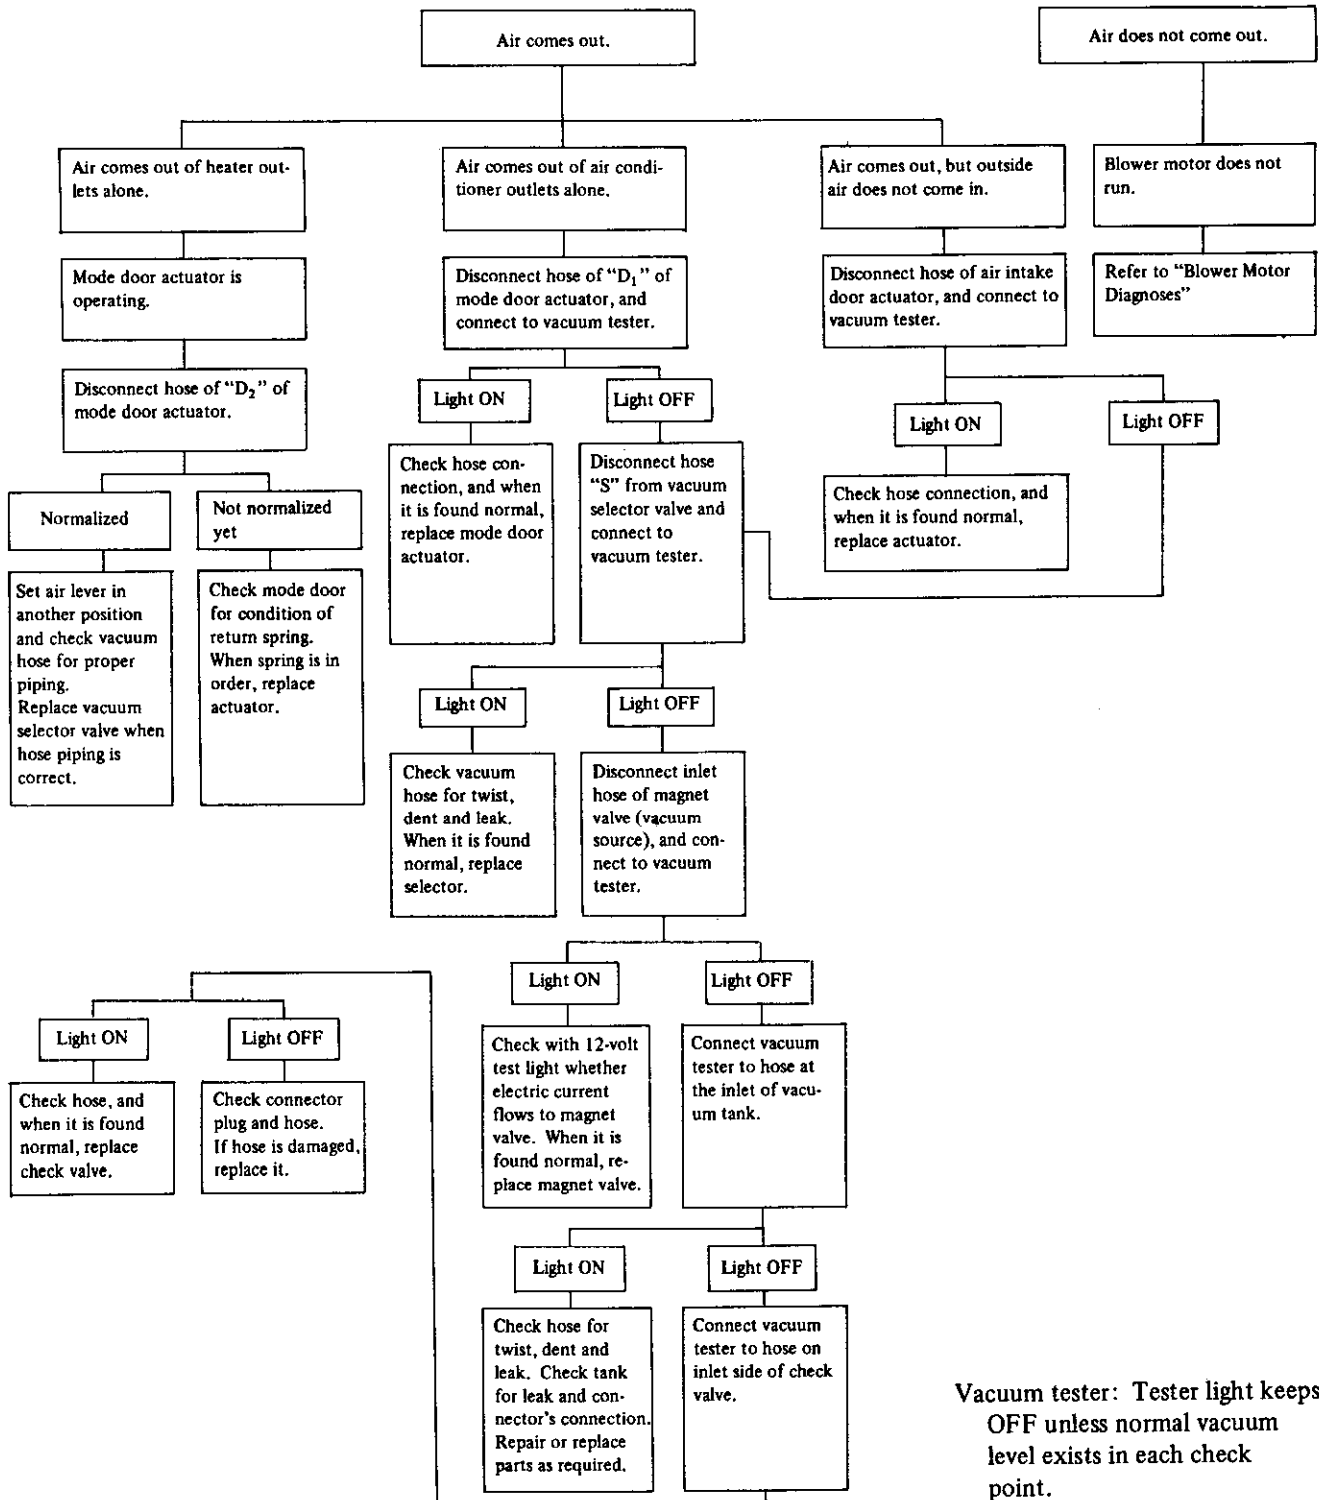 Air comes out.
Air does not come out.
Air comes out of heater out-
lets alone.
Air comes out of air condi-
tioner outlets alone.
Air comes out, but outside
air does not come in.
Blower motor does not
run.
Mode door actuator is
operating.
Disconnect hose of “D₁” of
mode door actuator, and
connect to vacuum tester.
Disconnect hose of air intake
door actuator, and connect to
vacuum tester.
Refer to “Blower Motor
Diagnoses”
Disconnect hose of “D₂” of
mode door actuator.
Light ON
Light OFF
Light ON
Light OFF
Normalized
Not normalized
yet
Check hose con-
nection, and when
it is found normal,
replace mode door
actuator.
Disconnect hose
“S” from vacuum
selector valve and
connect to
vacuum tester.
Check hose connection, and
when it is found normal,
replace actuator.
Set air lever in
another position
and check vacuum
hose for proper
piping.
Replace vacuum
selector valve when
hose piping is
correct.
Check mode door
for condition of
return spring.
When spring is in
order, replace
actuator.
Light ON
Light OFF
Check vacuum
hose for twist,
dent and leak.
When it is found
normal, replace
selector.
Disconnect inlet
hose of magnet
valve (vacuum
source), and con-
nect to vacuum
tester.
Light ON
Light OFF
Light ON
Light OFF
Check hose, and
when it is found
normal, replace
check valve.
Check connector
plug and hose.
If hose is damaged,
replace it.
Check with 12-volt
test light whether
electric current
flows to magnet
valve. When it is
found normal, re-
place magnet valve.
Connect vacuum
tester to hose at
the inlet of vacu-
um tank.
Light ON
Light OFF
Check hose for
twist, dent and
leak. Check tank
for leak and con-
nector’s connection.
Repair or replace
parts as required.
Connect vacuum
tester to hose on
inlet side of check
valve.
Vacuum tester: Tester light keeps
OFF unless normal vacuum
level exists in each check
point.